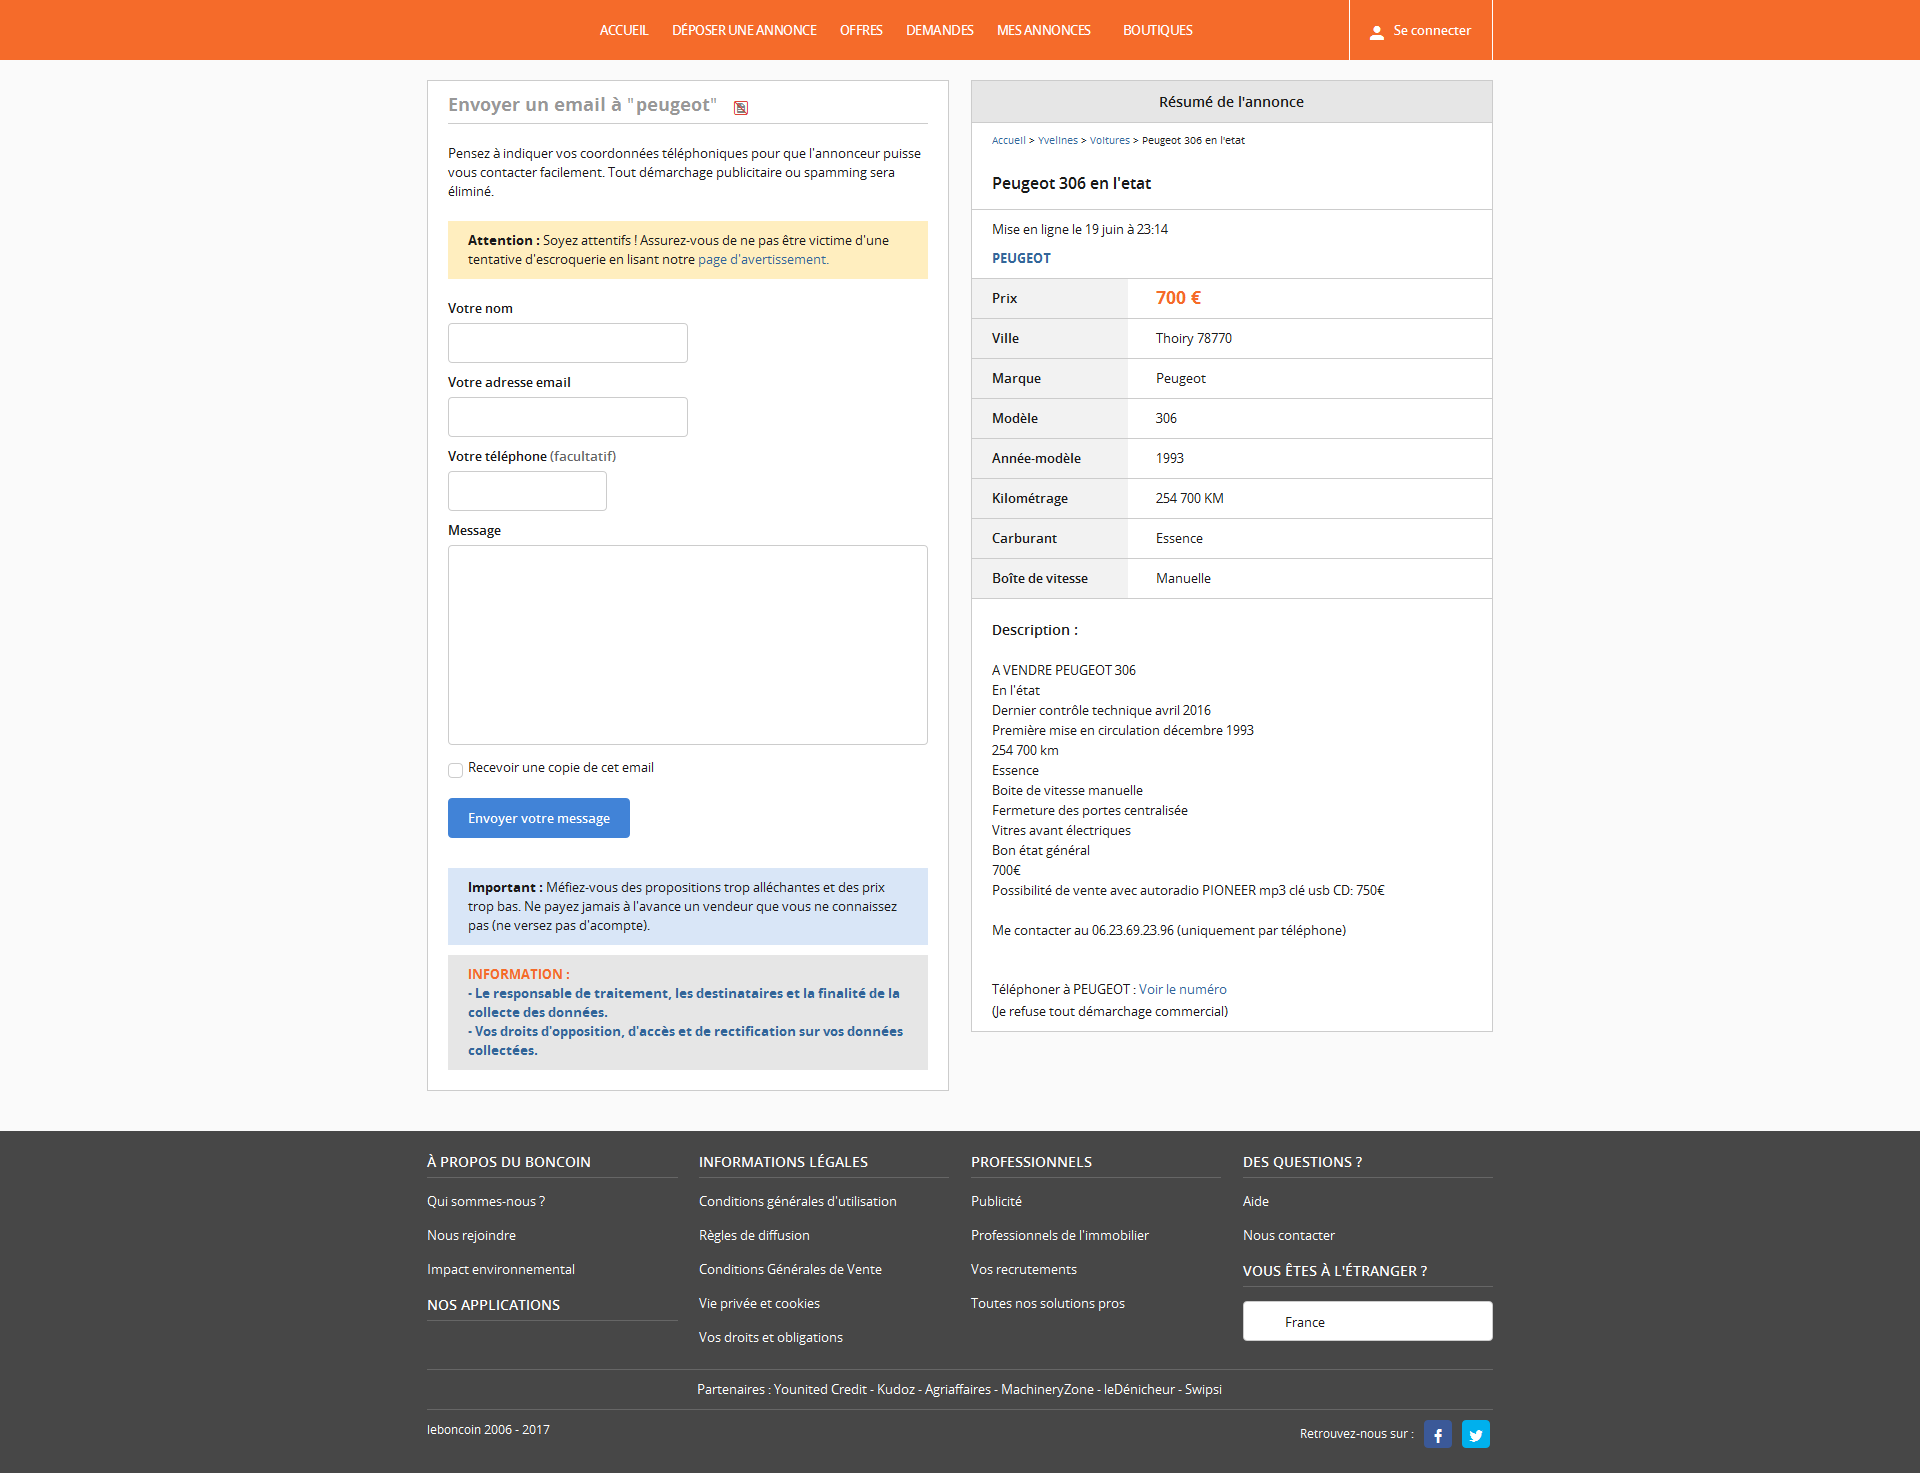 ACCUEIL DÉPOSER UNE ANNONCE OFFRES DEMANDES MES ANNONCES BOUTIQUES Se connecter
Envoyer un email à "peugeot"
Pensez à indiquer vos coordonnées téléphoniques pour que l'annonceur puisse
vous contacter facilement. Tout démarchage publicitaire ou spamming sera
éliminé.
Attention : Soyez attentifs ! Assurez-vous de ne pas être victime d'une
tentative d'escroquerie en lisant notre page d'avertissement.
Votre nom
Votre adresse email
Votre téléphone (facultatif)
Message
Recevoir une copie de cet email
Envoyer votre message
Important : Méfiez-vous des propositions trop alléchantes et des prix
trop bas. Ne payez jamais à l'avance un vendeur que vous ne connaissez
pas (ne versez pas d'acompte).
INFORMATION :
- Le responsable de traitement, les destinataires et la finalité de la
collecte des données.
- Vos droits d'opposition, d'accès et de rectification sur vos données
collectées.
Résumé de l'annonce
Accueil > Yvelines > Voitures > Peugeot 306 en l'etat
Peugeot 306 en l'etat
Mise en ligne le 19 juin à 23:14
PEUGEOT
Prix 700 €
Ville Thoiry 78770
Marque Peugeot
Modèle 306
Année-modèle 1993
Kilométrage 254 700 KM
Carburant Essence
Boîte de vitesse Manuelle
Description :
A VENDRE PEUGEOT 306
En l'état
Dernier contrôle technique avril 2016
Première mise en circulation décembre 1993
254 700 km
Essence
Boite de vitesse manuelle
Fermeture des portes centralisée
Vitres avant électriques
Bon état général
700€
Possibilité de vente avec autoradio PIONEER mp3 clé usb CD: 750€
Me contacter au 06.23.69.23.96 (uniquement par téléphone)
Téléphoner à PEUGEOT : Voir le numéro
(Je refuse tout démarchage commercial)
À PROPOS DU BONCOIN
Qui sommes-nous ?
Nous rejoindre
Impact environnemental
NOS APPLICATIONS
INFORMATIONS LÉGALES
Conditions générales d'utilisation
Règles de diffusion
Conditions Générales de Vente
Vie privée et cookies
Vos droits et obligations
PROFESSIONNELS
Publicité
Professionnels de l'immobilier
Vos recrutements
Toutes nos solutions pros
DES QUESTIONS ?
Aide
Nous contacter
VOUS ÊTES À L'ÉTRANGER ?
France
Partenaires : Younited Credit - Kudoz - Agriaffaires - MachineryZone - leDénicheur - Swipsi
leboncoin 2006 - 2017
Retrouvez-nous sur :